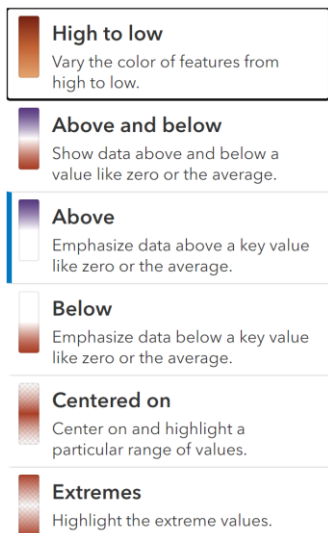 High to low
Vary the color of features from
high to low.
Above and below
Show data above and below a
value like zero or the average.
Above
Emphasize data above a key value
like zero or the average.
Below
Emphasize data below a key value
like zero or the average.
Centered on
Center on and highlight a
particular range of values.
Extremes
Highlight the extreme values.